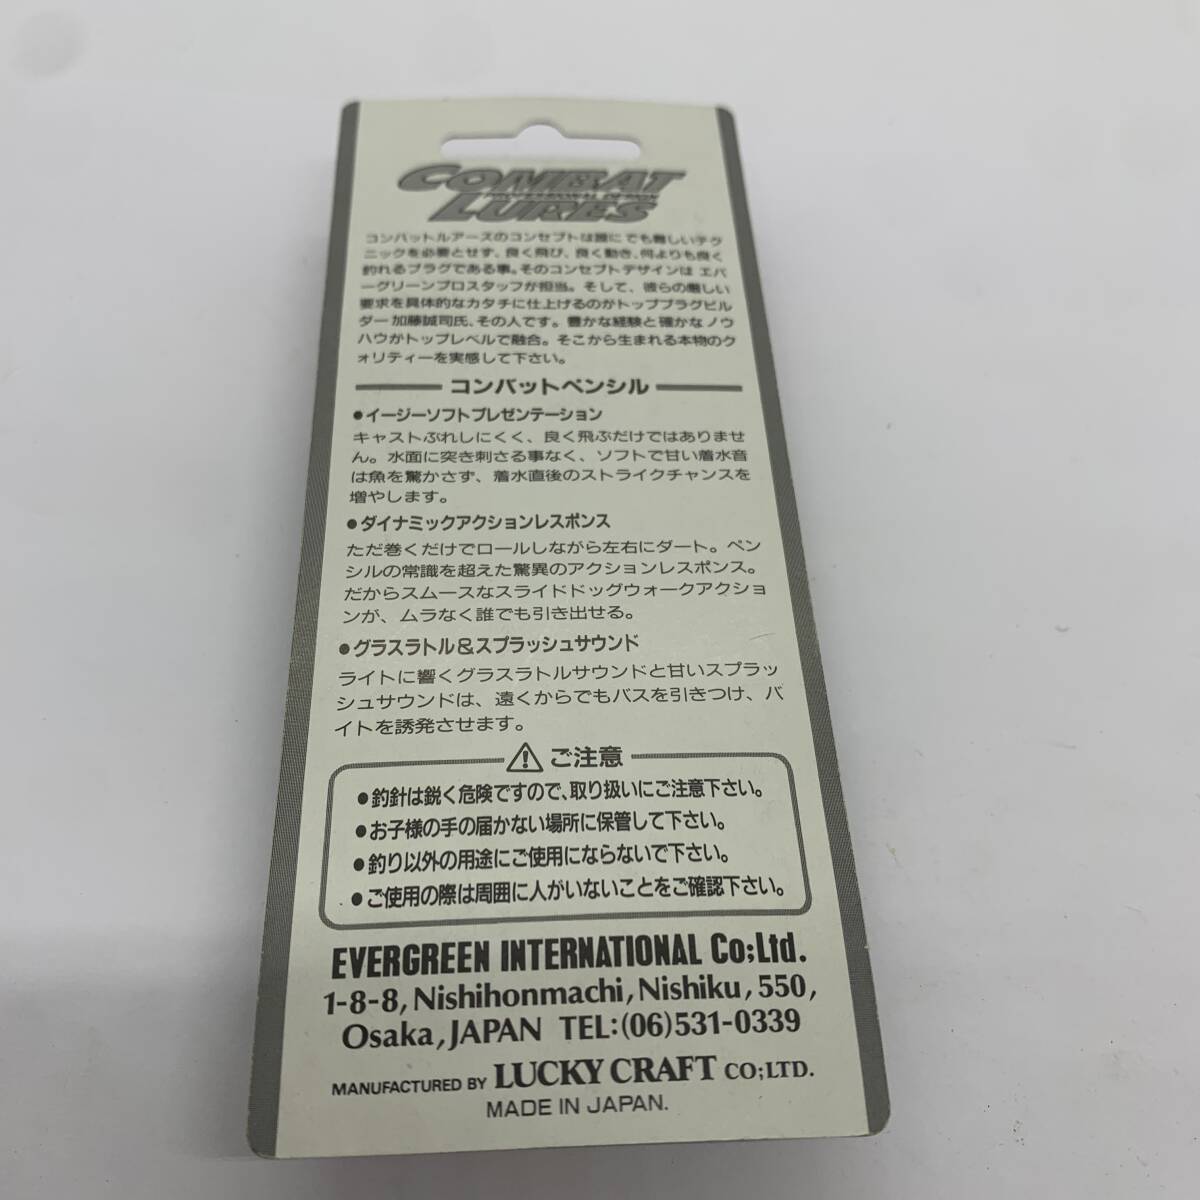 COMBAT
PROFESSIONAL DESIGN
LURES
コンバットルアーズのコンセプトは誰にでも難しいテク
ニックを必要とせず、良く飛び、良く動き、何よりも良く
釣れるプラグである事。そのコンセプトデザインは エバ
ーグリーンプロスタッフが担当。そして、彼らの厳しい
要求を具体的なカタチに仕上げるのがトッププラグビル
ダー 加藤誠司氏、その人です。豊かな経験と確かなノウ
ハウがトップレベルで融合。そこから生まれる本物のク
ォリティーを実感して下さい。
コンバットペンシル
●イージーソフトプレゼンテーション
キャストぶれしにくく、良く飛ぶだけではありませ
ん。水面に突き刺さる事なく、ソフトで甘い着水音
は魚を驚かさず、着水直後のストライクチャンスを
増やします。
●ダイナミックアクションレスポンス
ただ巻くだけでロールしながら左右にダート。ペン
シルの常識を超えた驚異のアクションレスポンス。
だからスムースなスライドドッグウォークアクショ
ンが、ムラなく誰でも引き出せる。
●グラスラトル&スプラッシュサウンド
ライトに響くグラスラトルサウンドと甘いスプラッ
シュサウンドは、遠くからでもバスを引きつけ、バ
イトを誘発させます。
⚠ ご注意
●釣針は鋭く危険ですので、取り扱いにご注意下さい。
●お子様の手の届かない場所に保管して下さい。
●釣り以外の用途にご使用にならないで下さい。
●ご使用の際は周囲に人がいないことをご確認下さい。
EVERGREEN INTERNATIONAL Co;Ltd.
1-8-8, Nishihonmachi, Nishiku, 550,
Osaka, JAPAN TEL:(06)531-0339
MANUFACTURED BY LUCKY CRAFT CO;LTD.
MADE IN JAPAN.